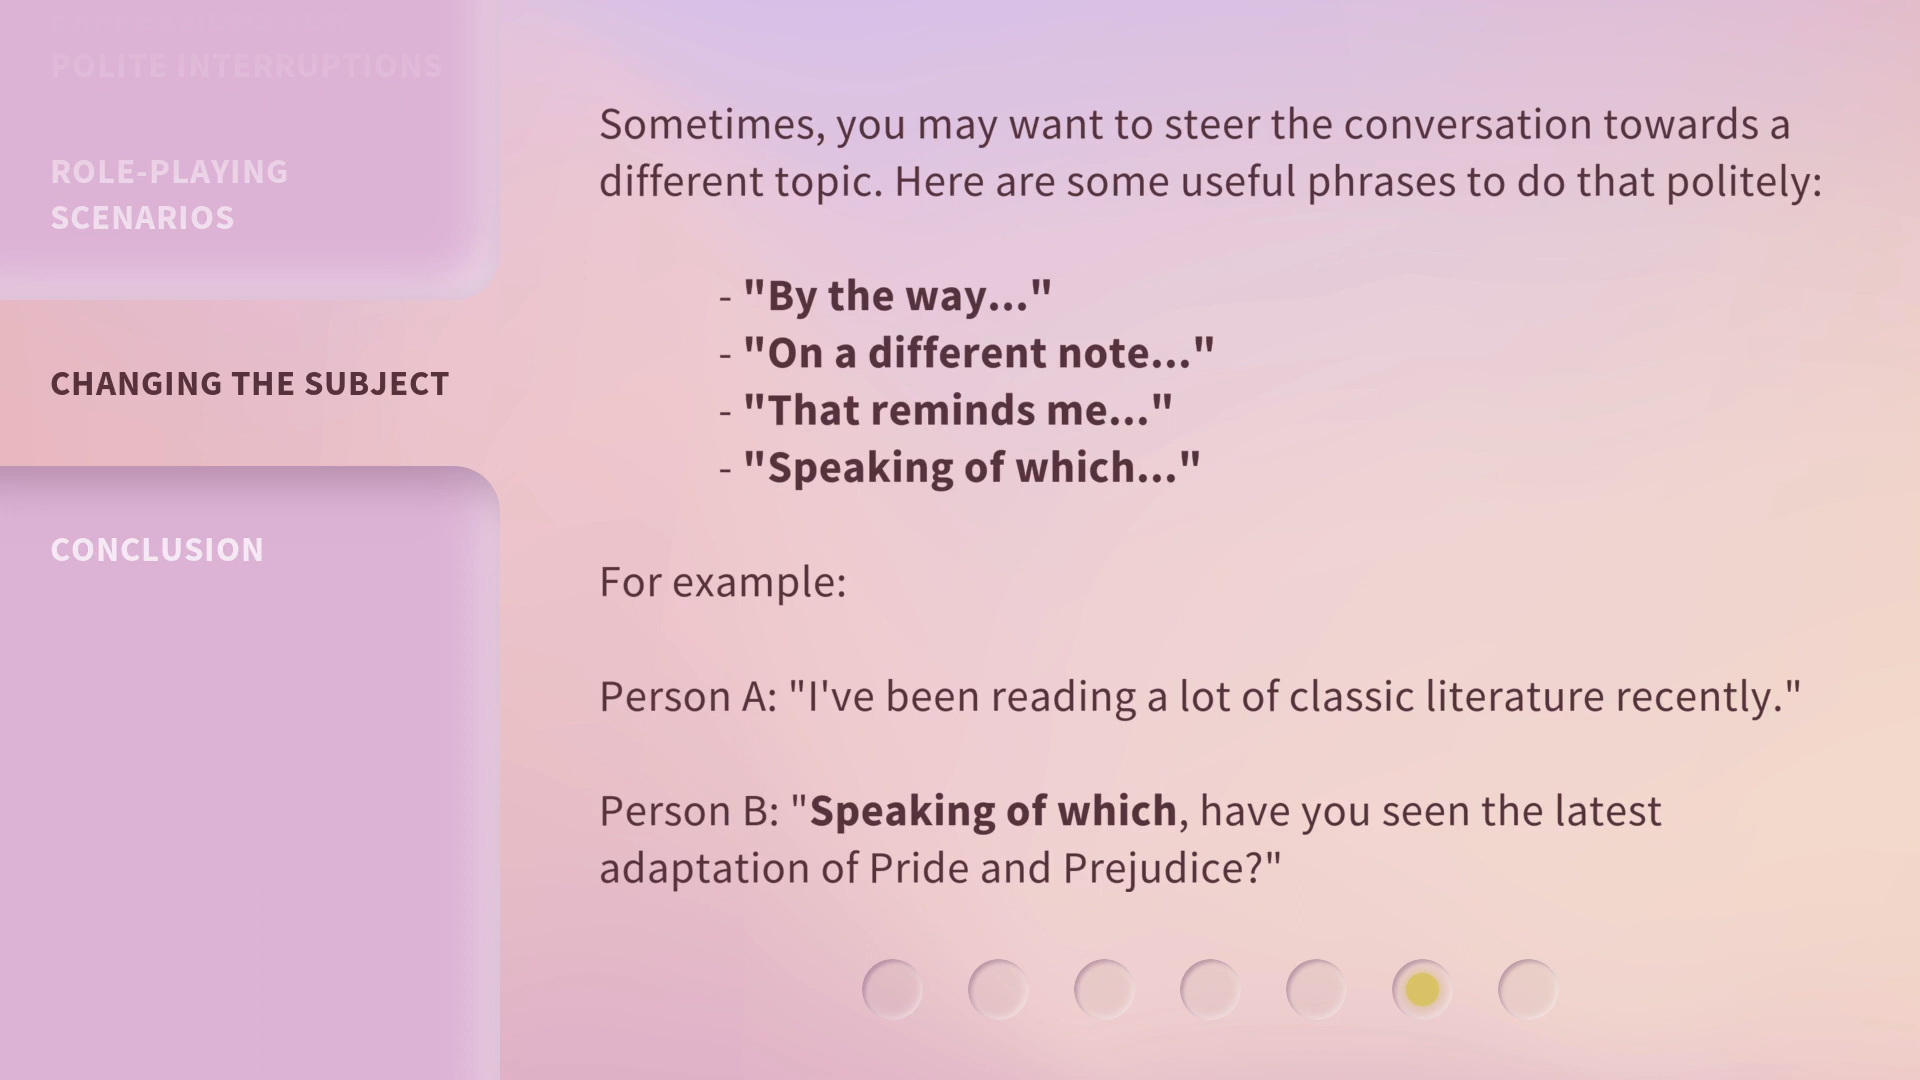 POLITE INTERRUPTIONS
ROLE-PLAYING
SCENARIOS
CHANGING THE SUBJECT
CONCLUSION
Sometimes, you may want to steer the conversation towards a
different topic. Here are some useful phrases to do that politely:
- "By the way..."
- "On a different note..."
- "That reminds me..."
- "Speaking of which..."
For example:
Person A: "I've been reading a lot of classic literature recently."
Person B: "Speaking of which, have you seen the latest
adaptation of Pride and Prejudice?"